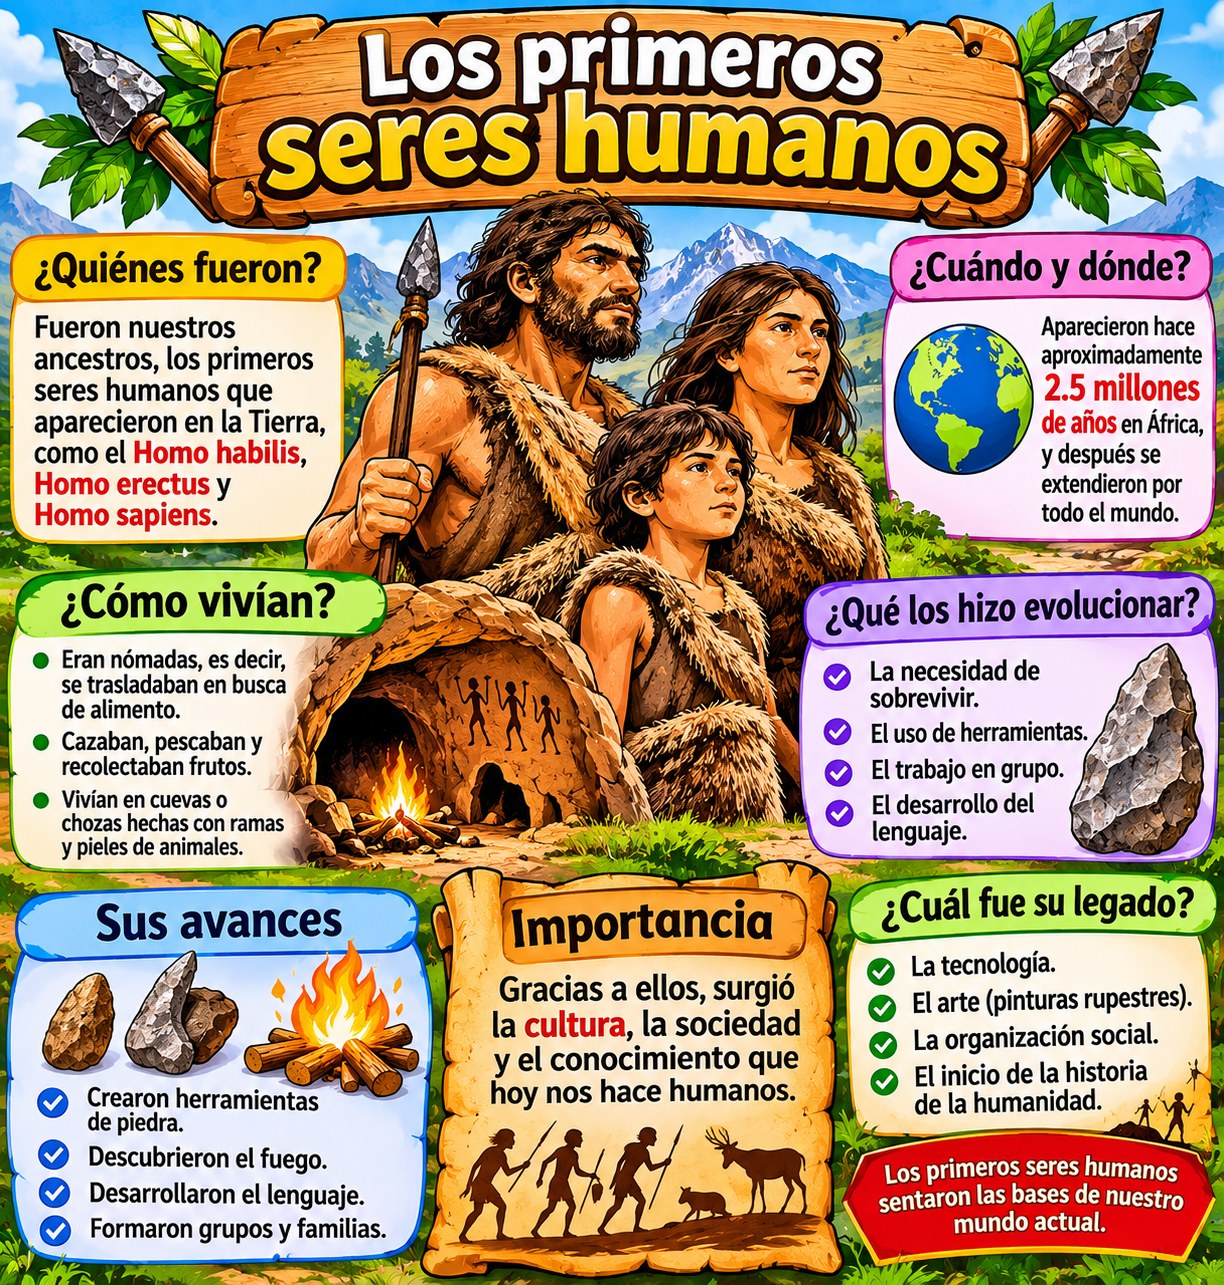 Los primeros
seres humanos
¿Quiénes fueron?
Fueron nuestros
ancestros, los primeros
seres humanos que
aparecieron en la Tierra,
como el Homo habilis,
Homo erectus y
Homo sapiens.
¿Cuándo y dónde?
Aparecieron hace
aproximadamente
2.5 millones
de años en África,
y después se
extendieron por
todo el mundo.
¿Cómo vivían?
Eran nómadas, es decir,
se trasladaban en busca
de alimento.
Cazaban, pescaban y
recolectaban frutos.
Vivían en cuevas o
chozas hechas con ramas
y pieles de animales.
¿Qué los hizo evolucionar?
La necesidad de
sobrevivir.
El uso de herramientas.
El trabajo en grupo.
El desarrollo del
lenguaje.
Sus avances
Crearon herramientas
de piedra.
Descubrieron el fuego.
Desarrollaron el lenguaje.
Formaron grupos y familias.
Importancia
Gracias a ellos, surgió
la cultura, la sociedad
y el conocimiento que
hoy nos hace humanos.
¿Cuál fue su legado?
La tecnología.
El arte (pinturas rupestres).
La organización social.
El inicio de la historia
de la humanidad.
Los primeros seres humanos
sentaron las bases de nuestro
mundo actual.